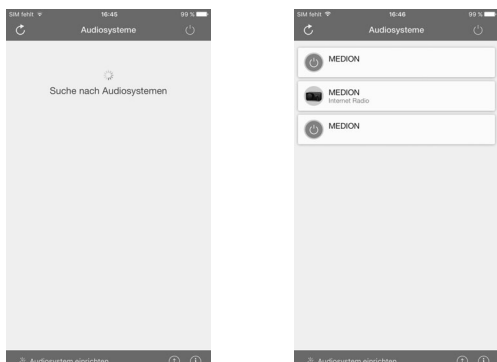 SIM fehlt 16:45 99 %
Audiosysteme
Suche nach Audiosystemen
Audiosystem einrichten
SIM fehlt 16:46 99 %
Audiosysteme
MEDION
MEDION
Internet Radio
MEDION
Audiosystem einrichten